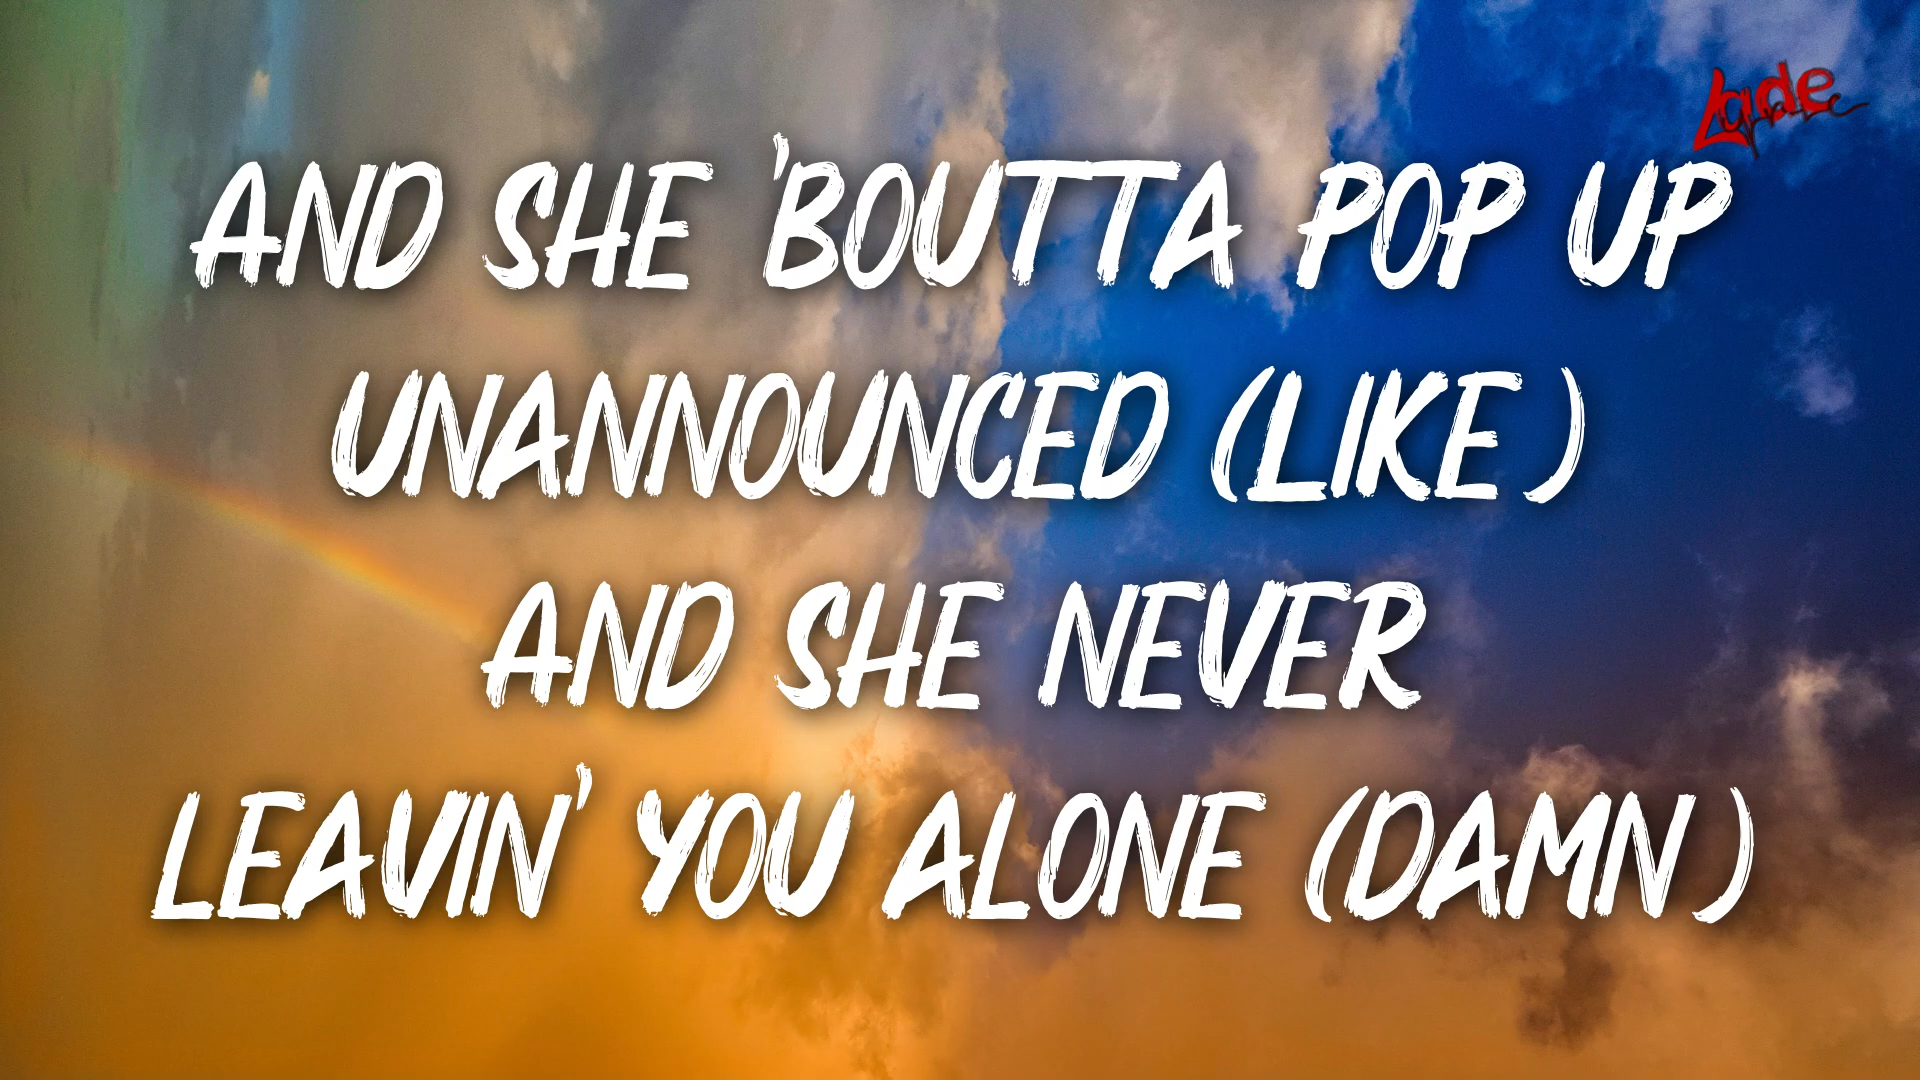 AND SHE 'BOUTTA POP UP
UNANNOUNCED (LIKE)
AND SHE NEVER
LEAVIN' YOU ALONE (DAMN)